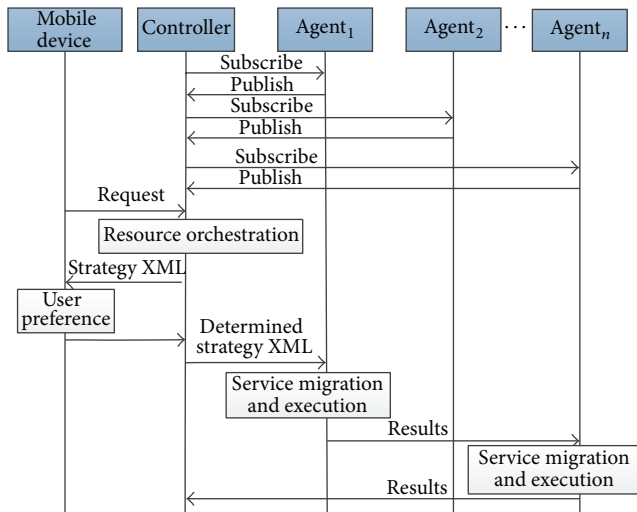 Mobile
device
Controller
Agent₁
Agent₂
···
Agentₙ
Subscribe
Publish
Subscribe
Publish
Subscribe
Publish
Request
Resource orchestration
Strategy XML
User
preference
Determined
strategy XML
Service migration
and execution
Results
Service migration
and execution
Results